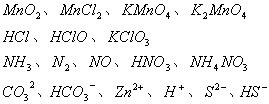 MnO₂、MnCl₂、KMnO₄、K₂MnO₄
HCl、HClO、KClO₃
NH₃、N₂、NO、HNO₃、NH₄NO₃
CO₃²、HCO₃⁻、Zn²⁺、H⁺、S²⁻、HS⁻